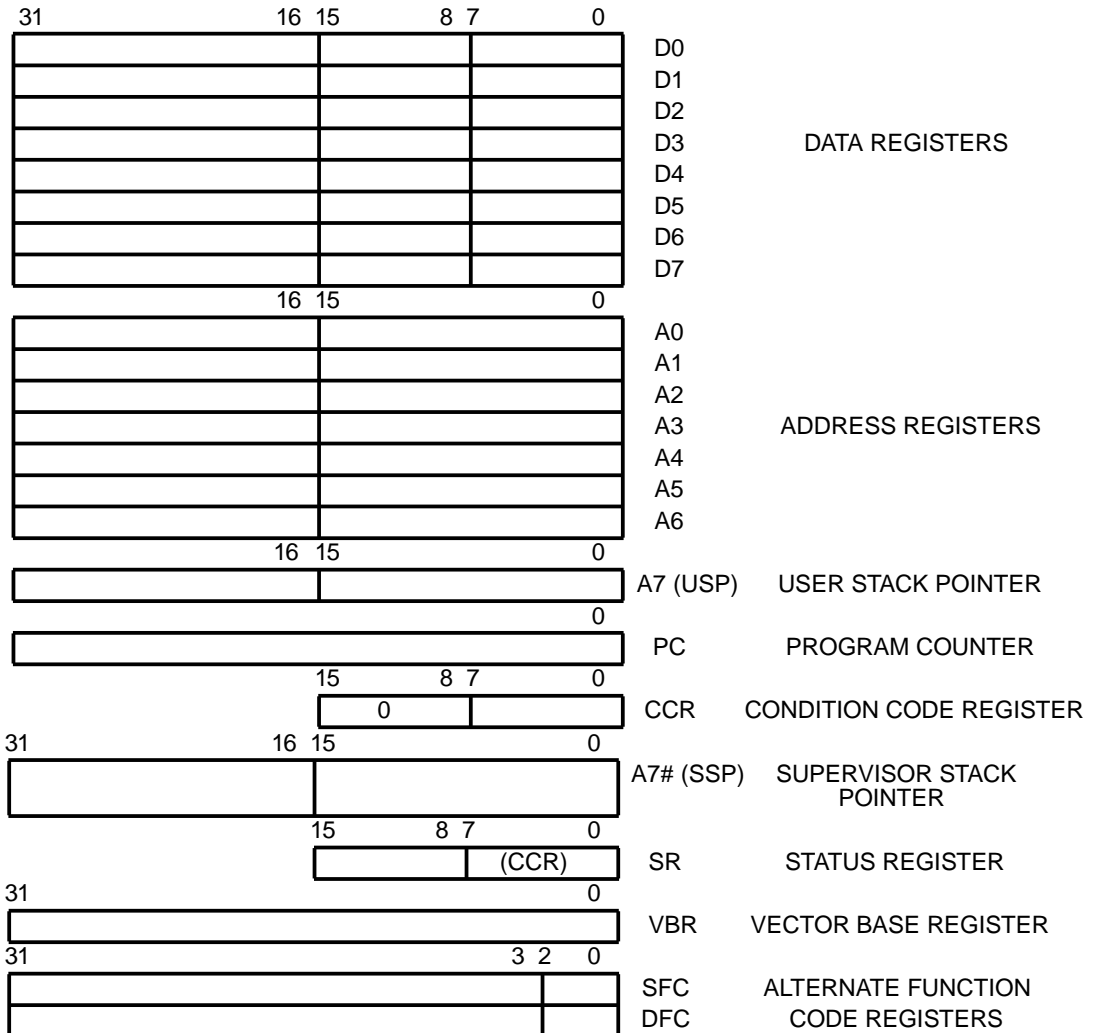 31 16 15 8 7 0
D0
D1
D2
D3 DATA REGISTERS
D4
D5
D6
D7
16 15 0
A0
A1
A2
A3 ADDRESS REGISTERS
A4
A5
A6
16 15 0
A7 (USP) USER STACK POINTER
0
PC PROGRAM COUNTER
15 8 7 0
0 CCR CONDITION CODE REGISTER
31 16 15 0
A7# (SSP) SUPERVISOR STACK
POINTER
15 8 7 0
(CCR) SR STATUS REGISTER
31 0
VBR VECTOR BASE REGISTER
31 3 2 0
SFC ALTERNATE FUNCTION
DFC CODE REGISTERS